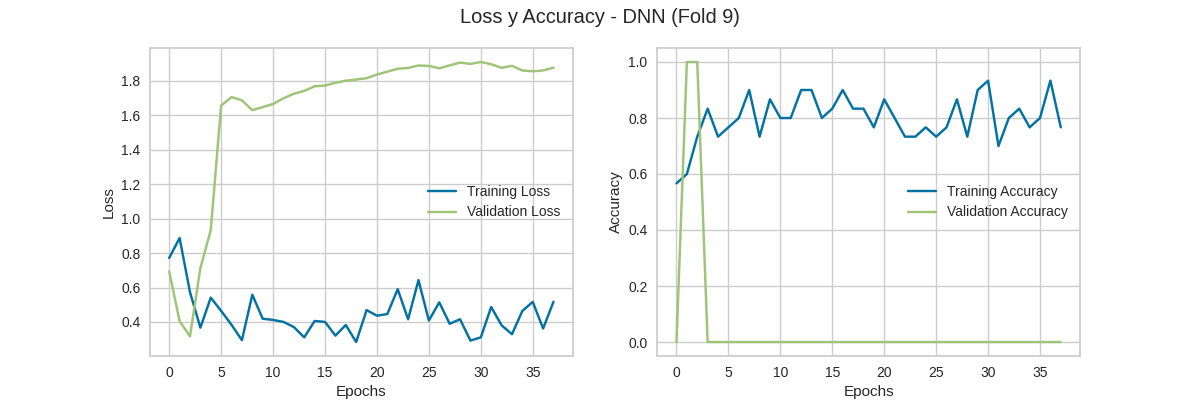 Loss y Accuracy - DNN (Fold 9)
Loss
1.8
1.6
1.4
1.2
1.0
0.8
0.6
0.4
Training Loss
Validation Loss
0 5 10 15 20 25 30 35
Epochs
Accuracy
1.0
0.8
0.6
0.4
0.2
0.0
Training Accuracy
Validation Accuracy
0 5 10 15 20 25 30 35
Epochs